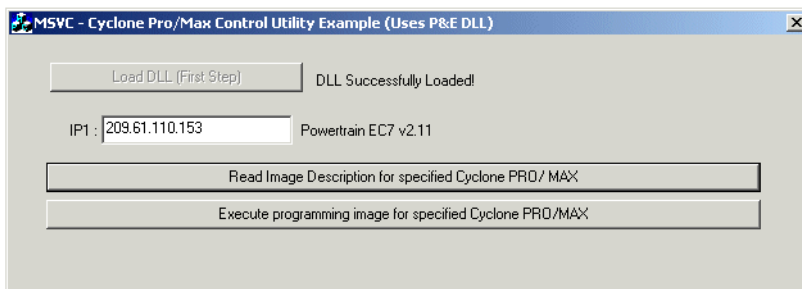 MSVC - Cyclone Pro/Max Control Utility Example (Uses P&E DLL)
Load DLL (First Step) DLL Successfully Loaded!
IP1 : 209.61.110.153 Powertrain EC7 v2.11
Read Image Description for specified Cyclone PRO/ MAX
Execute programming image for specified Cyclone PRO/MAX